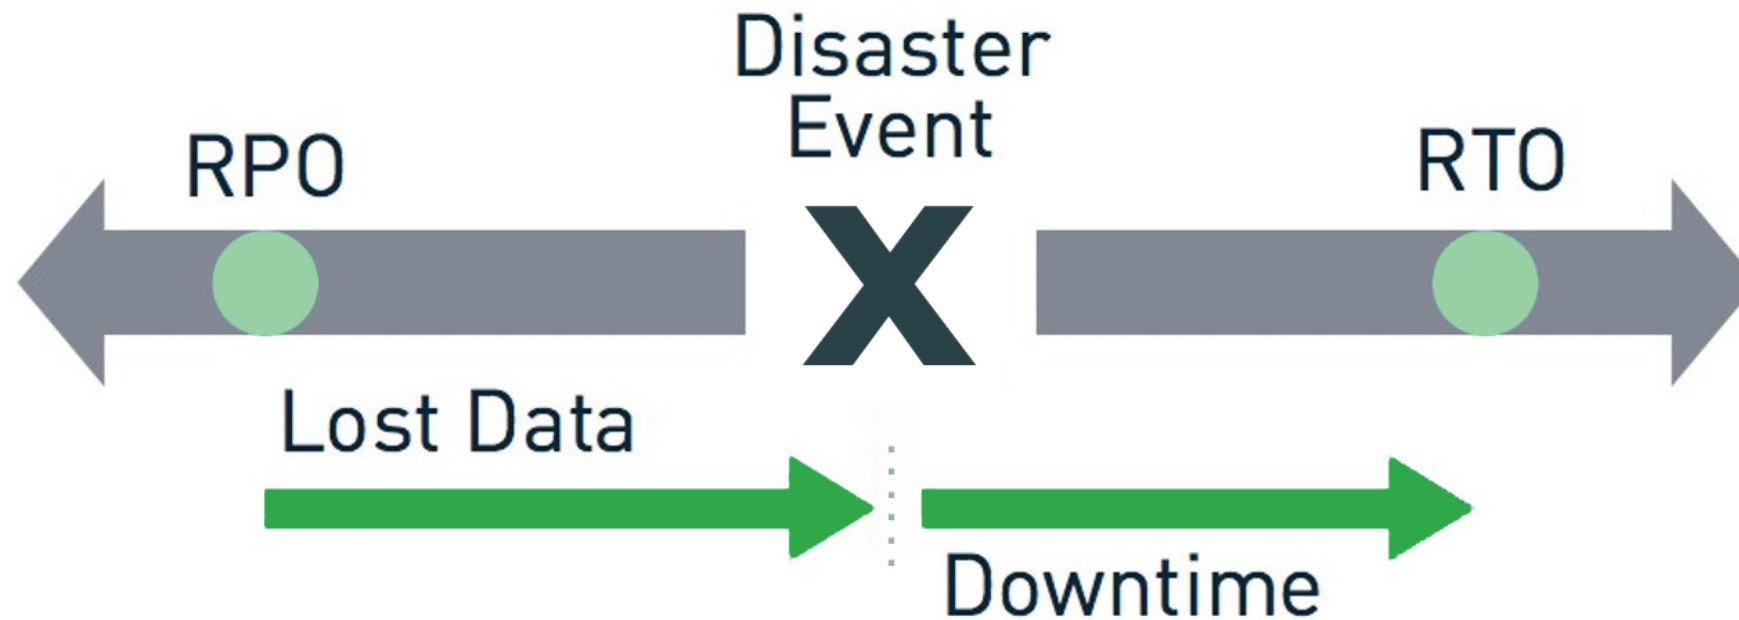 Disaster
Event
RPO
RTO
X
Lost Data
Downtime